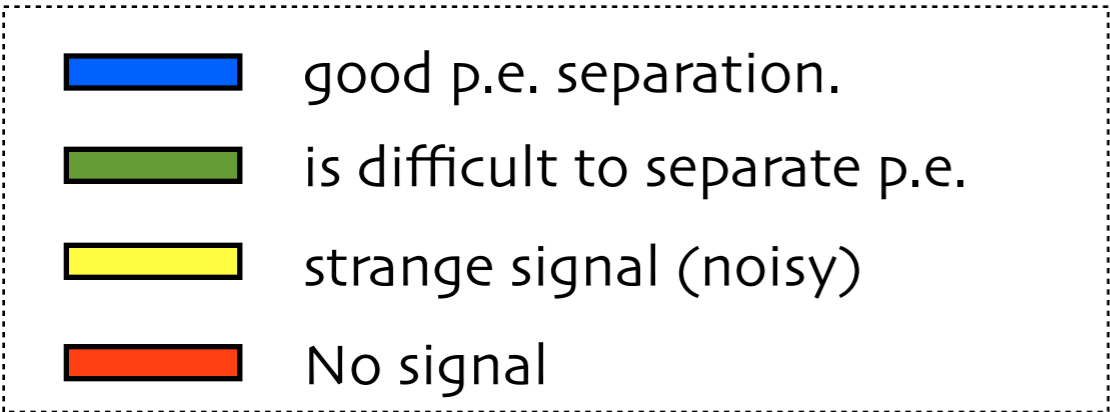 good p.e. separation.
is difficult to separate p.e.
strange signal (noisy)
No signal